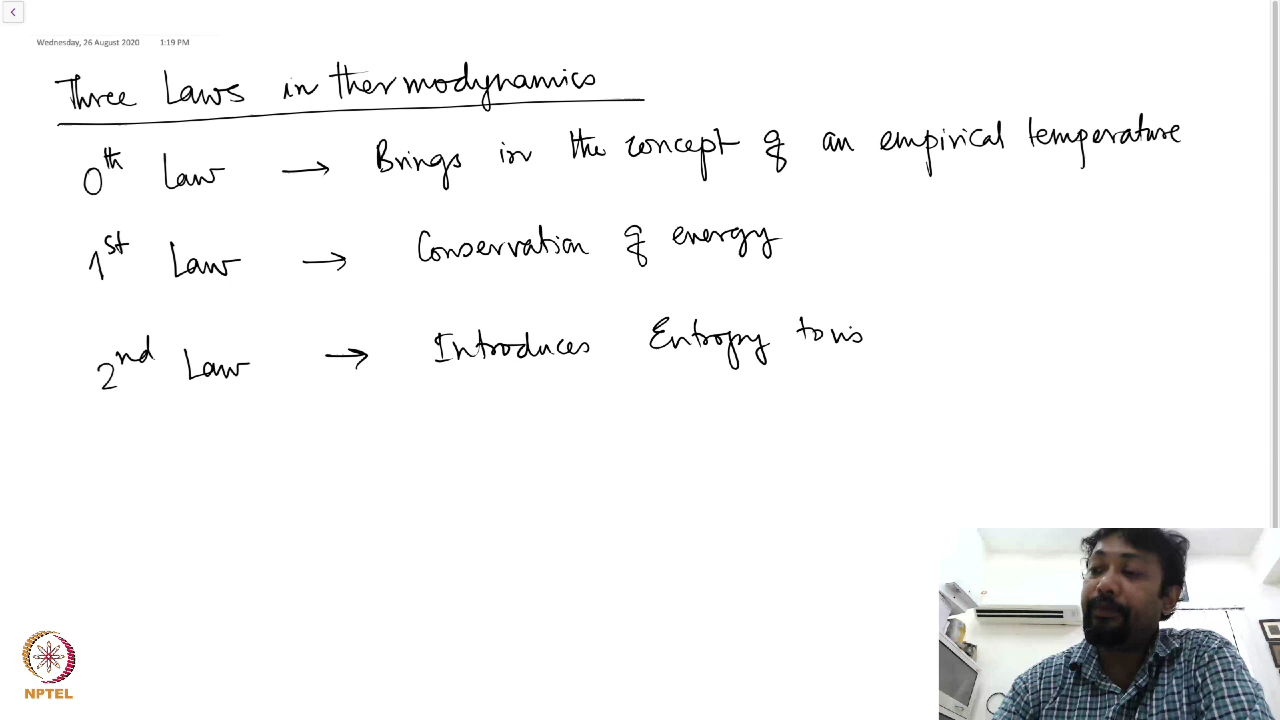 Wednesday, 26 August 2020 1:19 PM
Three Laws in thermodynamics
0th Law → Brings in the concept of an empirical temperature
1st Law → Conservation of energy
2nd Law → Introduces Entropy to us
NPTEL